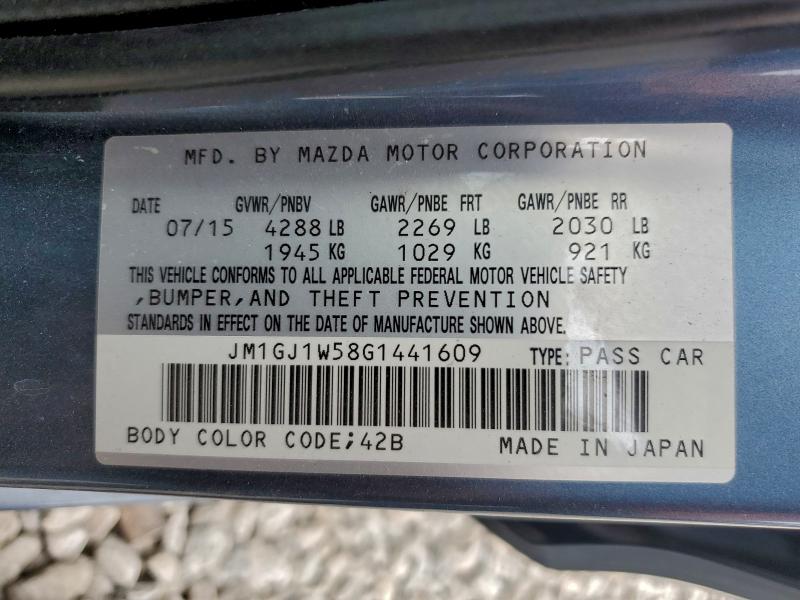 MFD. BY MAZDA MOTOR CORPORATION
DATE GVWR/PNBV GAWR/PNBE FRT GAWR/PNBE RR
07/15 4288 LB 2269 LB 2030 LB
1945 KG 1029 KG 921 KG
THIS VEHICLE CONFORMS TO ALL APPLICABLE FEDERAL MOTOR VEHICLE SAFETY
,BUMPER,AND THEFT PREVENTION
STANDARDS IN EFFECT ON THE DATE OF MANUFACTURE SHOWN ABOVE.
JM1GJ1W58G1441609 TYPE: PASS CAR
BODY COLOR CODE;42B MADE IN JAPAN